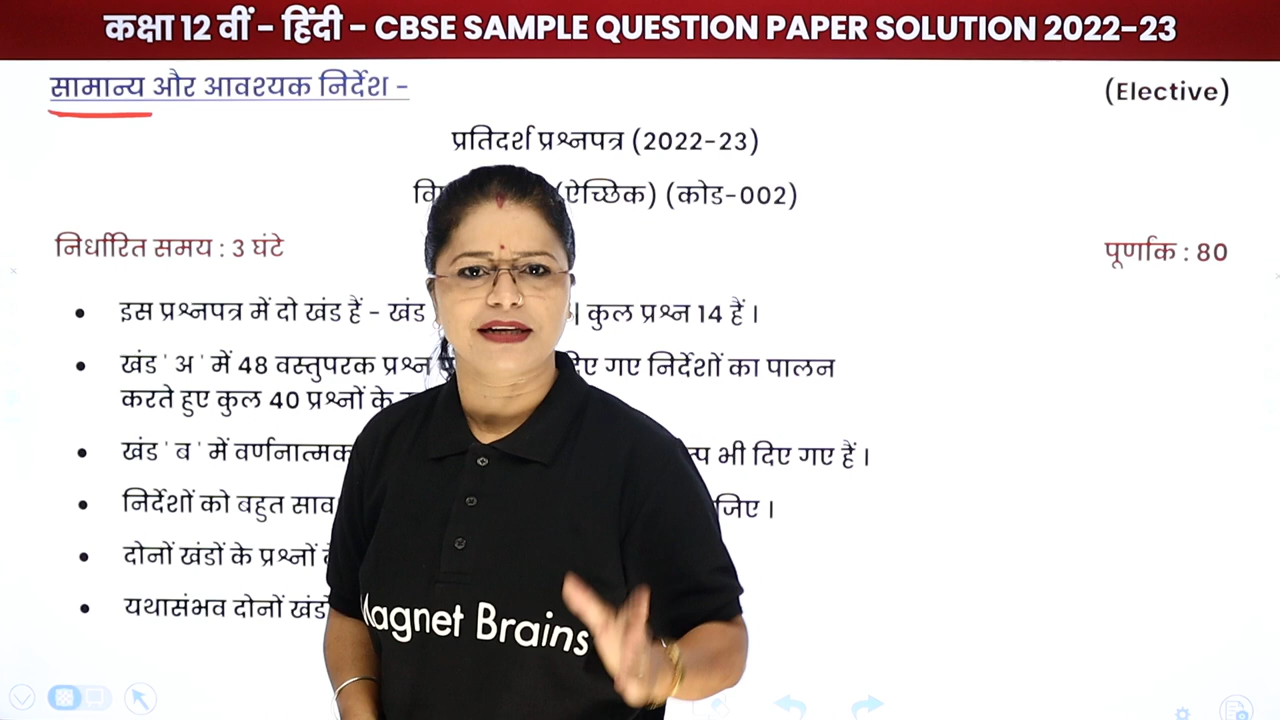 कक्षा 12 वीं - हिंदी - CBSE SAMPLE QUESTION PAPER SOLUTION 2022-23
सामान्य और आवश्यक निर्देश - (Elective)
प्रतिदर्श प्रश्नपत्र (2022-23)
(ऐच्छिक) (कोड-002)
निर्धारित समय : 3 घंटे पूर्णांक : 80
• इस प्रश्नपत्र में दो खंड हैं - खंड | कुल प्रश्न 14 हैं ।
• खंड ' अ ' में 48 वस्तुपरक प्रश्न गए निर्देशों का पालन
करते हुए कुल 40 प्रश्नों के
• खंड ' ब ' में वर्णनात्मक भी दिए गए हैं ।
• निर्देशों को बहुत
• दोनों खंडों के प्रश्नों
• यथासंभव दोनों
Magnet Brains